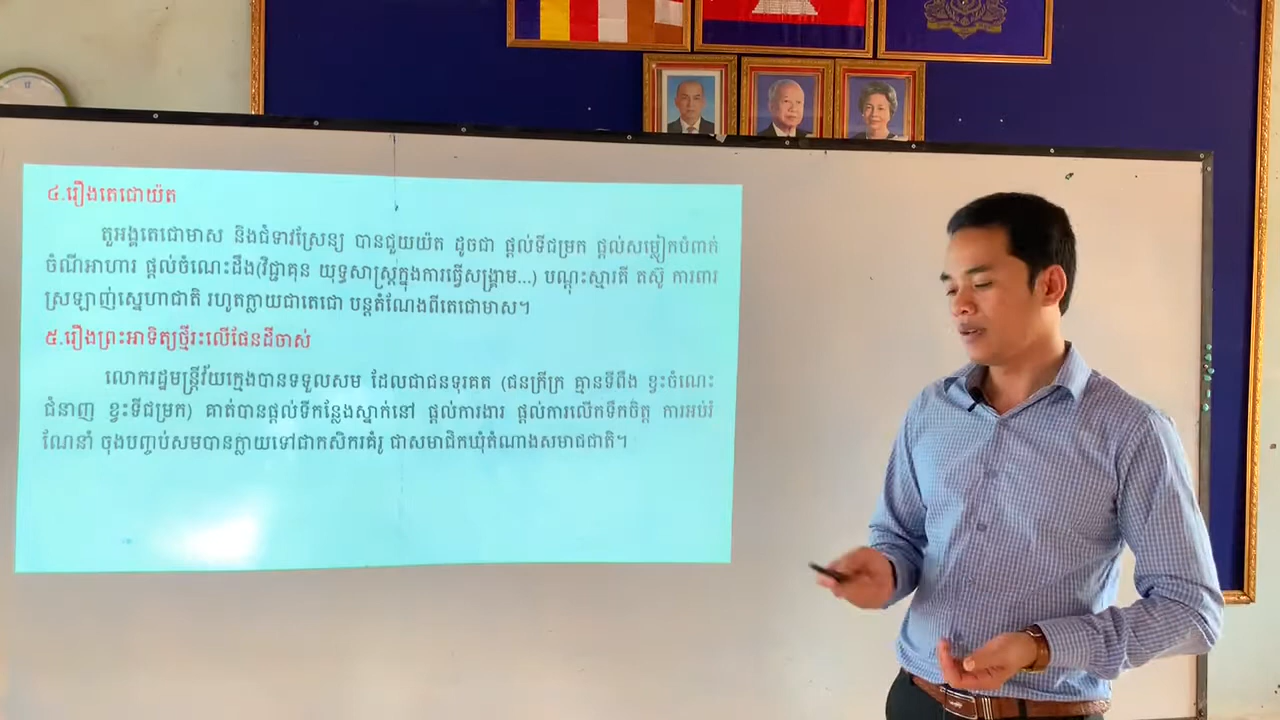 ៤.រឿងតេជោយ៉ត
តួអង្គតេជោមាស និងជំទាវស្រែន្យ បានជួយយ៉ត ដូចជា ផ្តល់ទីជម្រក ផ្តល់សម្លៀកបំពាក់
ចំណីអាហារ ផ្តល់ចំណេះដឹង(វិជ្ជាគុន យុទ្ធសាស្ត្រក្នុងការធ្វើសង្គ្រាម...) បណ្តុះស្មារតី តស៊ូ ការពារ
ស្រឡាញ់ស្នេហាជាតិ រហូតក្លាយជាតេជោ បន្តតំណែងពីតេជោមាស។
៥.រឿងព្រះអាទិត្យថ្មីរះលើផែនដីចាស់
លោករដ្ឋមន្ត្រីវ័យក្មេងបានទទួលសម ដែលជាជនទុរគត (ជនក្រីក្រ គ្មានទីពឹង ខ្វះចំណេះ
ជំនាញ ខ្វះទីជម្រក) គាត់បានផ្តល់ទីកន្លែងស្នាក់នៅ ផ្តល់ការងារ ផ្តល់ការលើកទឹកចិត្ត ការអប់រំ
ណែនាំ ចុងបញ្ចប់សមបានក្លាយទៅជាកសិករគំរូ ជាសមាជិកឃុំតំណាងសមាជជាតិ។